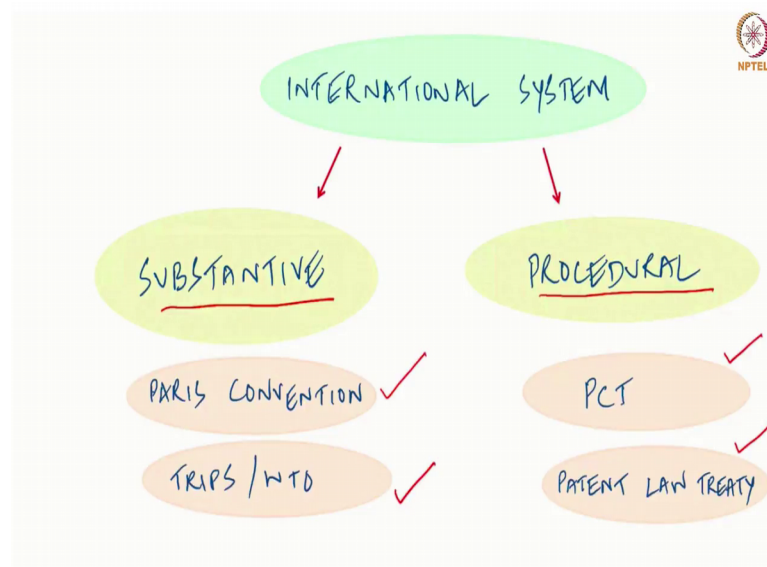 NPTEL
INTERNATIONAL SYSTEM
SUBSTANTIVE
PROCEDURAL
PARIS CONVENTION
PCT
TRIPS/WTO
PATENT LAW TREATY